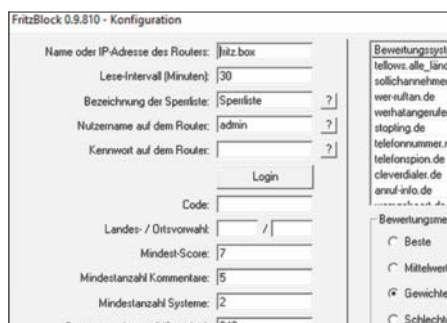 FritzBlock 0.9.810 - Konfiguration
Name oder IP-Adresse des Routers: fritz.box
Lese-Intervall (Minuten): 30
Bezeichnung der Sperrliste: Sperrliste ?
Nutzername auf dem Router: admin ?
Kennwort auf dem Router: ?
Login
Code:
Landes- / Ortsvorwahl: /
Mindest-Score: 7
Mindestanzahl Kommentare: 5
Mindestanzahl Systeme: 2
Bewertungssyst
tellows.alle_länd
sollichannehmer
wer-ruftan.de
werhatangerufe
stopting.de
telefonnummer.
telefonspion.de
cleverdialer.de
anruf-info.de
Bewertungsme
Beste
Mittelwert
Gewichte
Schlecht